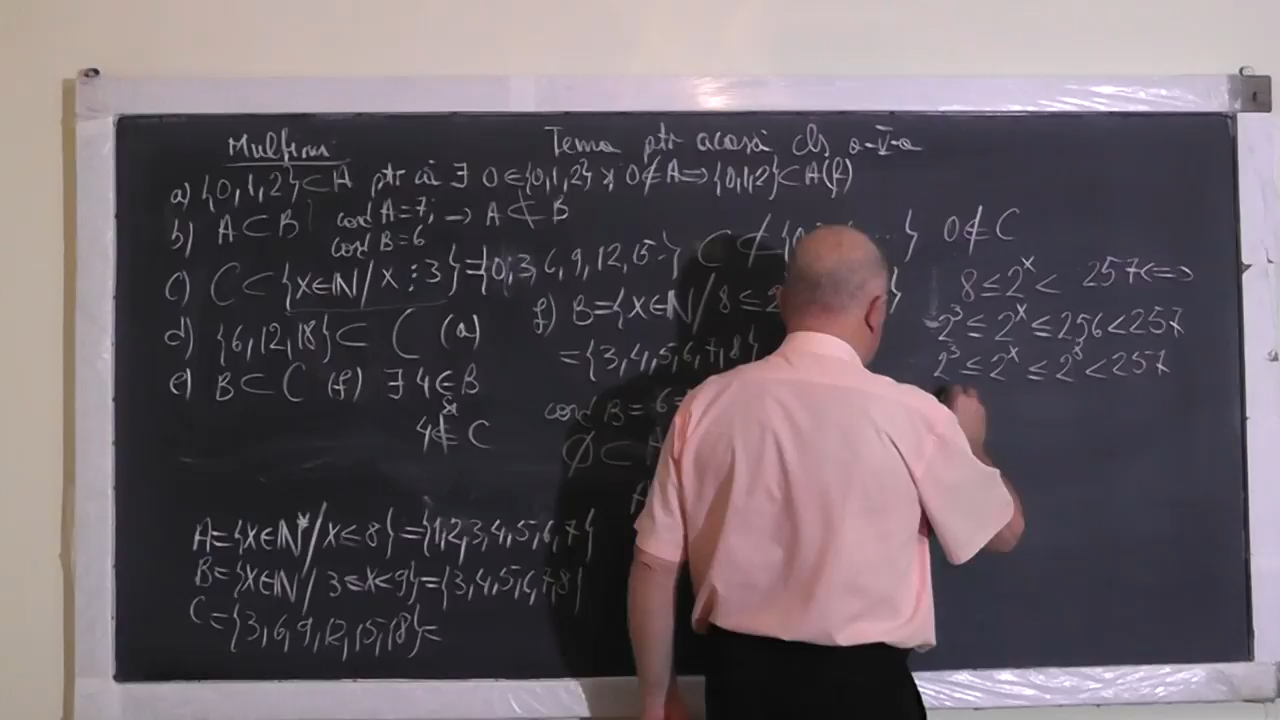 Mulțimi
Tema ptr acasă cls a-V-a
a) {0,1,2}⊂A ptr că ∃ 0∈{0,1,2} și 0∉A⇒{0,1,2}⊂A(f)
b) A⊂B card A=7; → A⊄B
card B=6
c) C⊂{x∈ℕ/x⋮3}={0,3,6,9,12,15..} C⊄{0 ...} 0∉C
d) {6,12,18}⊂C (a)
e) B⊂C (f) ∃ 4∈B
&
4∉C
f) B={x∈ℕ/8≤2 }
={3,4,5,6,7,8}
card B=6=
∅⊂A
8≤2^x< 257⇔
2^3≤2^x≤256<257
2^3≤2^x≤2^8<257
A={x∈ℕ*/x<8}={1,2,3,4,5,6,7}
B={x∈ℕ/3≤x<9}={3,4,5,6,7,8}
C={3,6,9,12,15,18}=